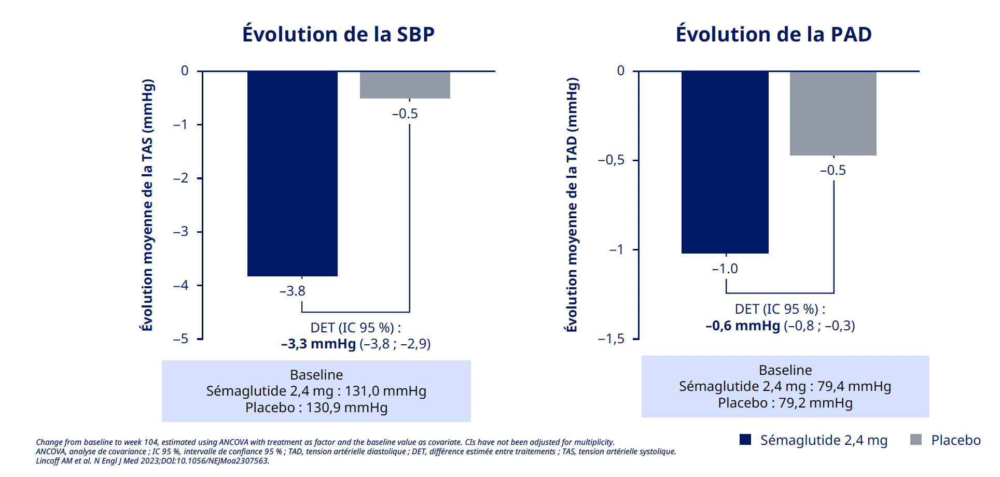 Évolution de la SBP
Évolution moyenne de la TAS (mmHg)
0
–1
–2
–3
–4
–5
–0.5
–3.8
DET (IC 95 %) :
–3,3 mmHg (–3,8 ; –2,9)
Baseline
Sémaglutide 2,4 mg : 131,0 mmHg
Placebo : 130,9 mmHg
Évolution de la PAD
Évolution moyenne de la TAD (mmHg)
0
–0,5
–1
–1,5
–0.5
–1.0
DET (IC 95 %) :
–0,6 mmHg (–0,8 ; –0,3)
Baseline
Sémaglutide 2,4 mg : 79,4 mmHg
Placebo : 79,2 mmHg
Sémaglutide 2,4 mg
Placebo
Change from baseline to week 104, estimated using ANCOVA with treatment as factor and the baseline value as covariate. CIs have not been adjusted for multiplicity.
ANCOVA, analyse de covariance ; IC 95 %, intervalle de confiance 95 % ; TAD, tension artérielle diastolique ; DET, différence estimée entre traitements ; TAS, tension artérielle systolique.
Lincoff AM et al. N Engl J Med 2023;DOI:10.1056/NEJMoa2307563.